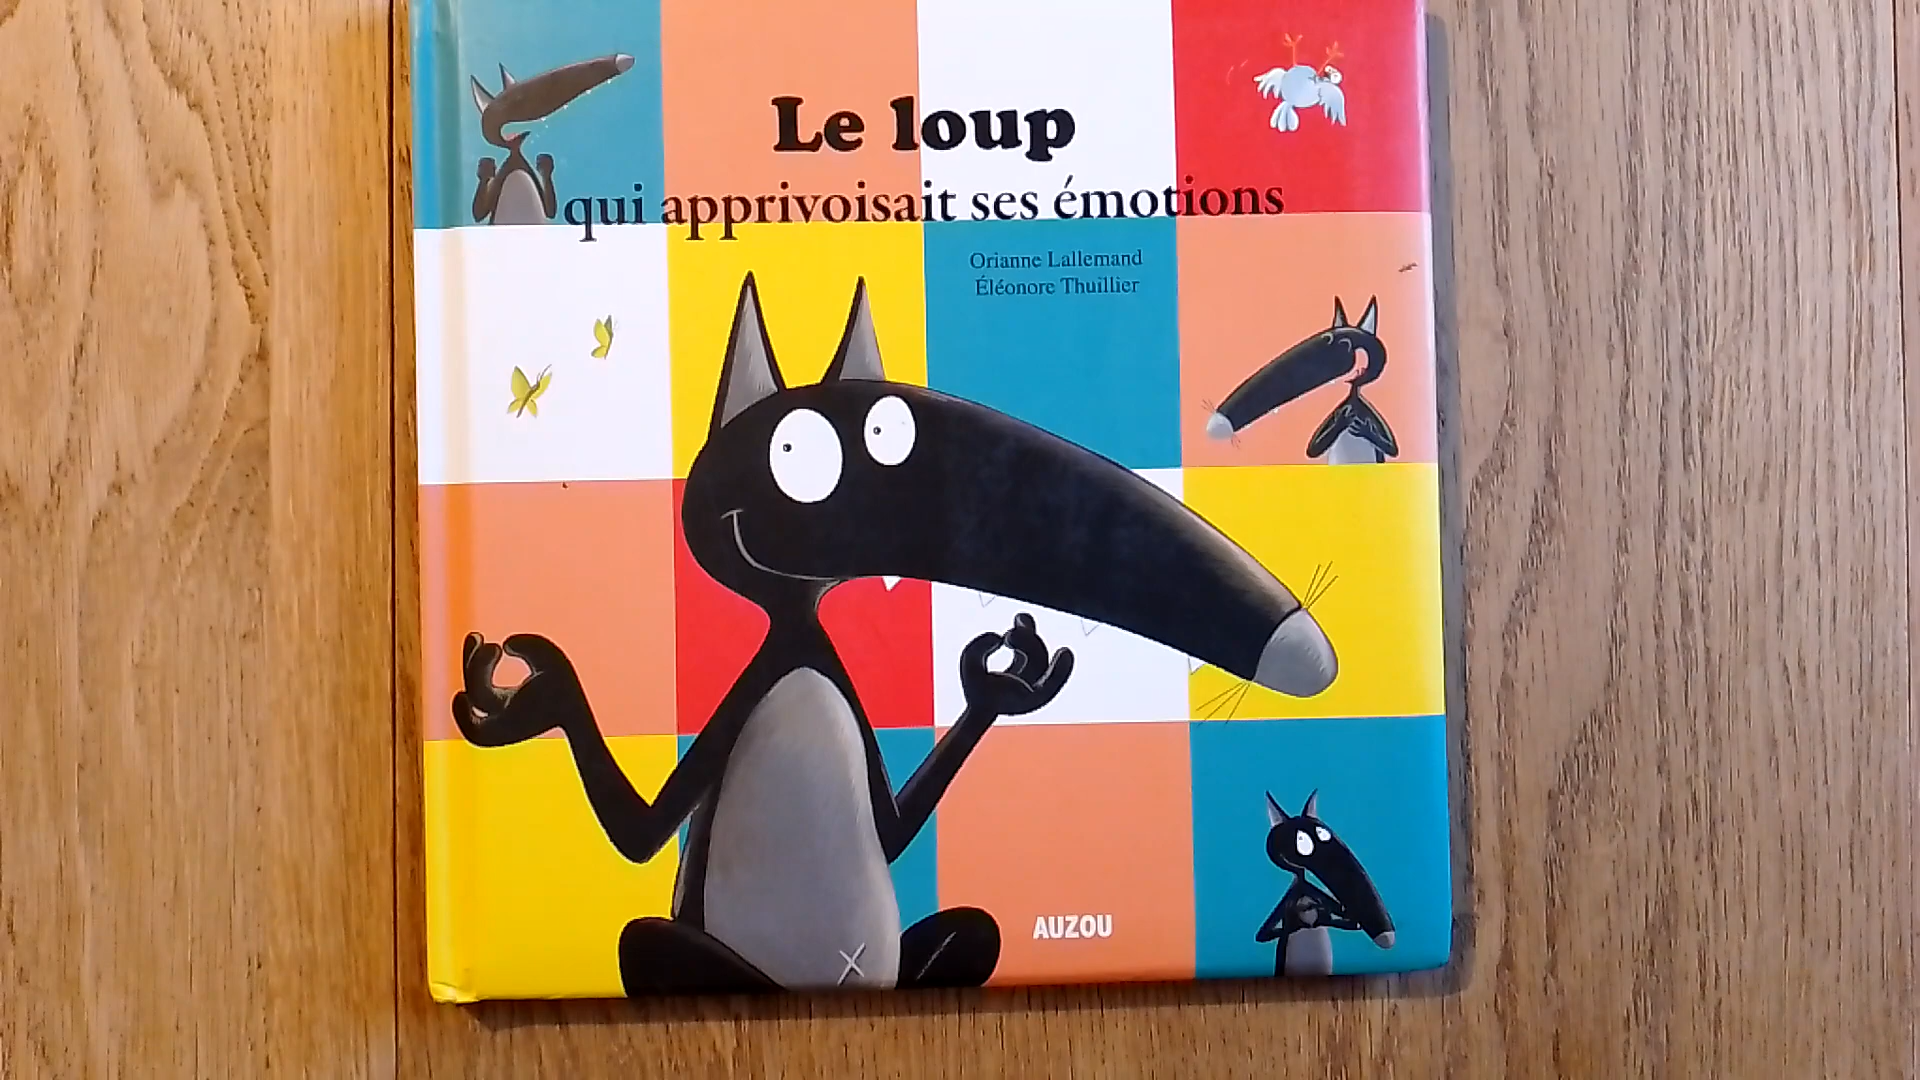 Le loup
qui apprivoisait ses émotions
Orianne Lallemand
Éléonore Thuillier
AUZOU